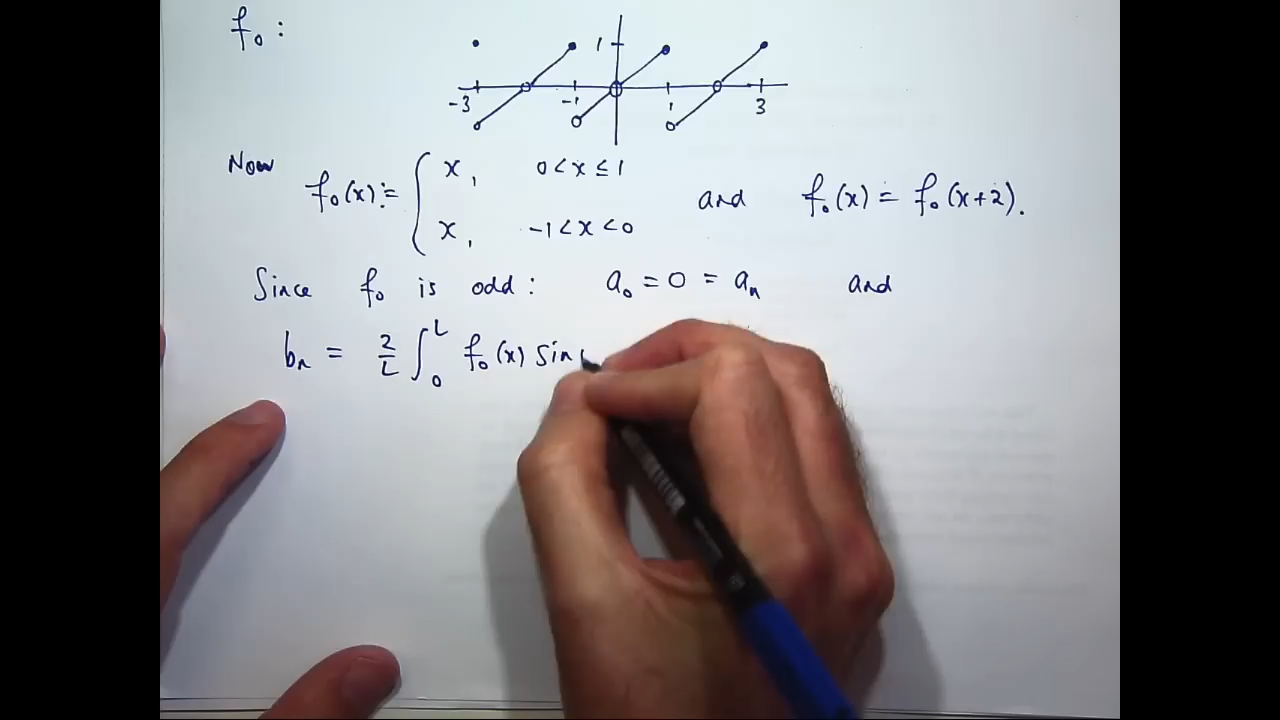 f₀ :
1
-3 -1 1 3
Now f₀(x) := { x, 0 < x ≤ 1
x, -1 < x < 0 and f₀(x) = f₀(x+2).
Since f₀ is odd : a₀ = 0 = aₙ and
bₙ = 2/L ∫₀ᴸ f₀(x) sin(